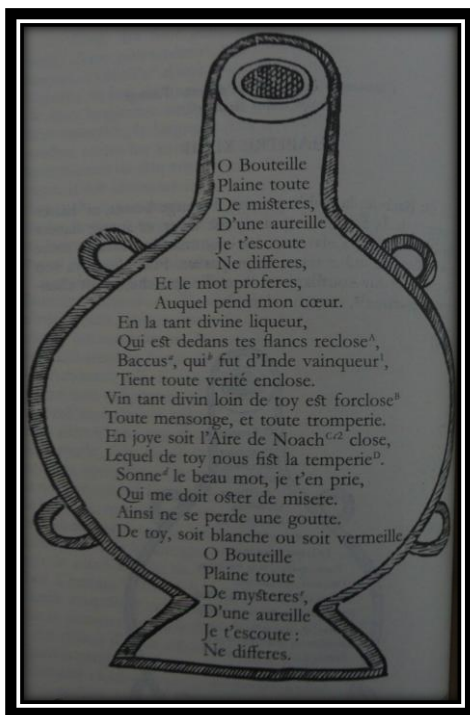 O Bouteille
Plaine toute
De misteres,
D'une aureille
Je t'escoute
Ne differes,
Et le mot proferes,
Auquel pend mon cœur.
En la tant divine liqueur,
Qui est dedans tes flancs reclose^A,
Baccus^a, qui^b fut d'Inde vainqueur^1,
Tient toute verité enclose.
Vin tant divin loin de toy est forclose^B
Toute mensonge, et toute tromperie.
En joye soit l'Aire de Noach^Cc2 close,
Lequel de toy nous fist la temperie^D.
Sonne^d le beau mot, je t'en prie,
Qui me doit oster de misere.
Ainsi ne se perde une goutte.
De toy, soit blanche ou soit vermeille
O Bouteille
Plaine toute
De mysteres^e,
D'une aureille
Je t'escoute :
Ne differes.